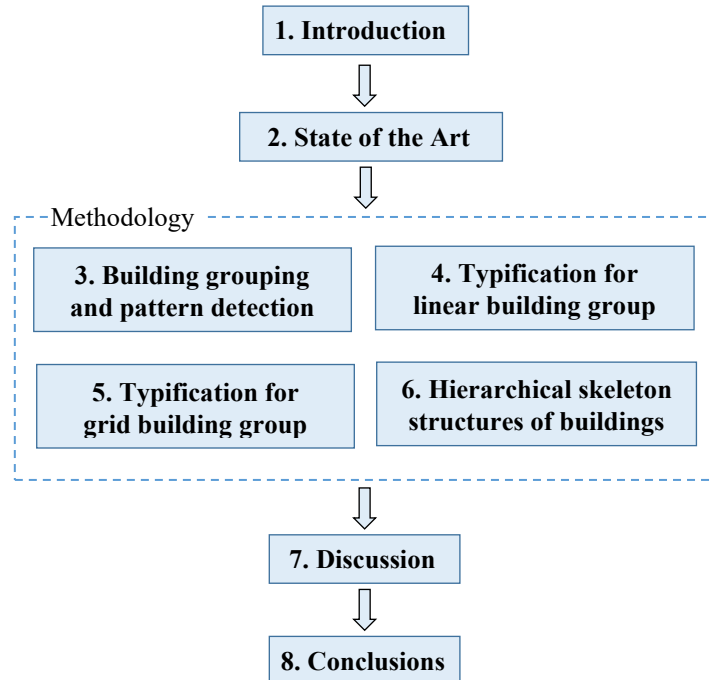 1. Introduction
2. State of the Art
Methodology
3. Building grouping
and pattern detection
4. Typification for
linear building group
5. Typification for
grid building group
6. Hierarchical skeleton
structures of buildings
7. Discussion
8. Conclusions